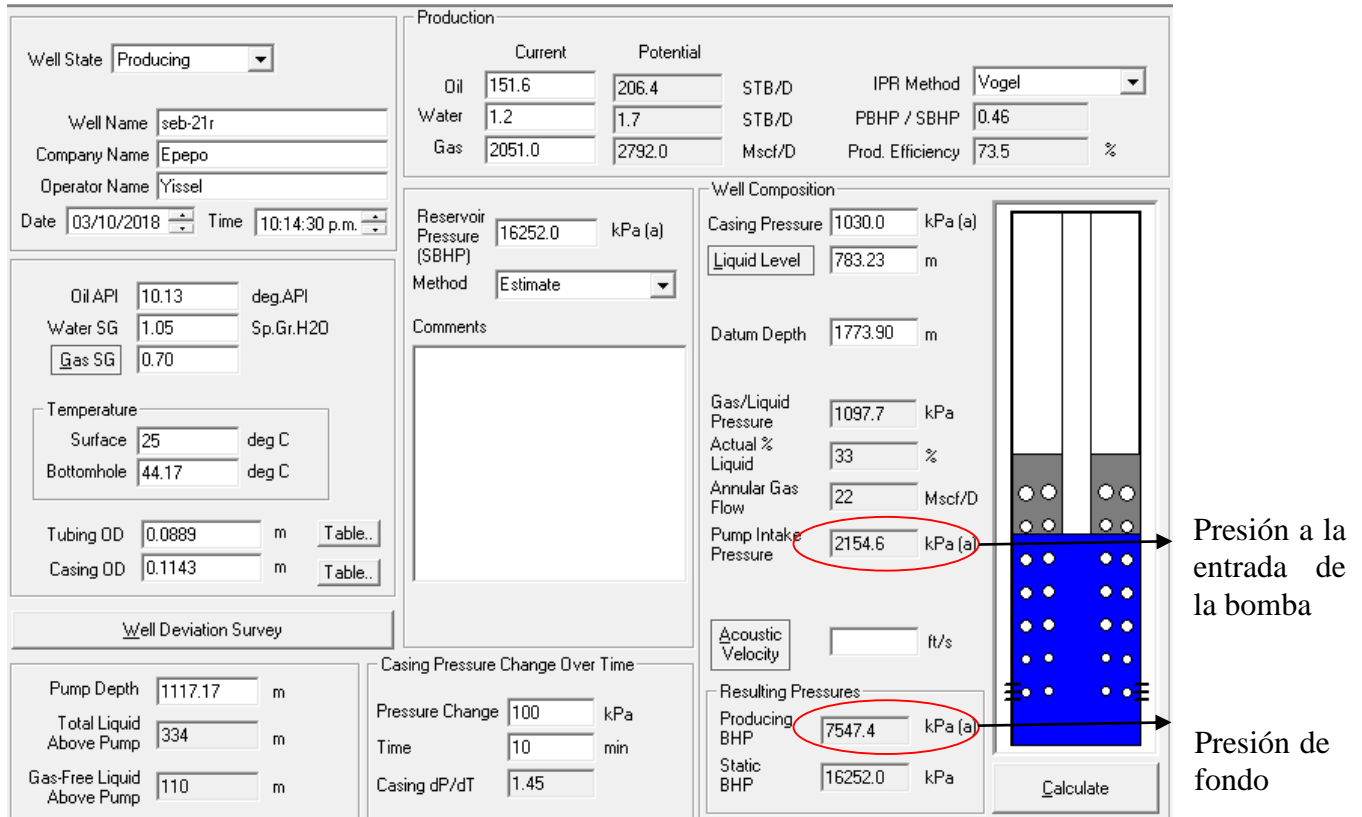 Well State Producing
Well Name seb-21r
Company Name Epepo
Operator Name Yissel
Date 03/10/2018 Time 10:14:30 p.m.
Oil API 10.13 deg.API
Water SG 1.05 Sp.Gr.H2O
Gas SG 0.70
Temperature
Surface 25 deg C
Bottomhole 44.17 deg C
Tubing OD 0.0889 m Table..
Casing OD 0.1143 m Table..
Well Deviation Survey
Pump Depth 1117.17 m
Total Liquid
Above Pump 334 m
Gas-Free Liquid
Above Pump 110 m
Production
Current Potential
Oil 151.6 206.4 STB/D IPR Method Vogel
Water 1.2 1.7 STB/D PBHP / SBHP 0.46
Gas 2051.0 2792.0 Mscf/D Prod. Efficiency 73.5 %
Reservoir
Pressure 16252.0 kPa (a)
(SBHP)
Method Estimate
Comments
Casing Pressure Change Over Time
Pressure Change 100 kPa
Time 10 min
Casing dP/dT 1.45
Well Composition
Casing Pressure 1030.0 kPa (a)
Liquid Level 783.23 m
Datum Depth 1773.90 m
Gas/Liquid
Pressure 1097.7 kPa
Actual %
Liquid 33 %
Annular Gas
Flow 22 Mscf/D
Pump Intake
Pressure 2154.6 kPa (a)
Acoustic
Velocity ft/s
Resulting Pressures
Producing
BHP 7547.4 kPa (a)
Static
BHP 16252.0 kPa
Calculate
Presión a la
entrada de
la bomba
Presión de
fondo